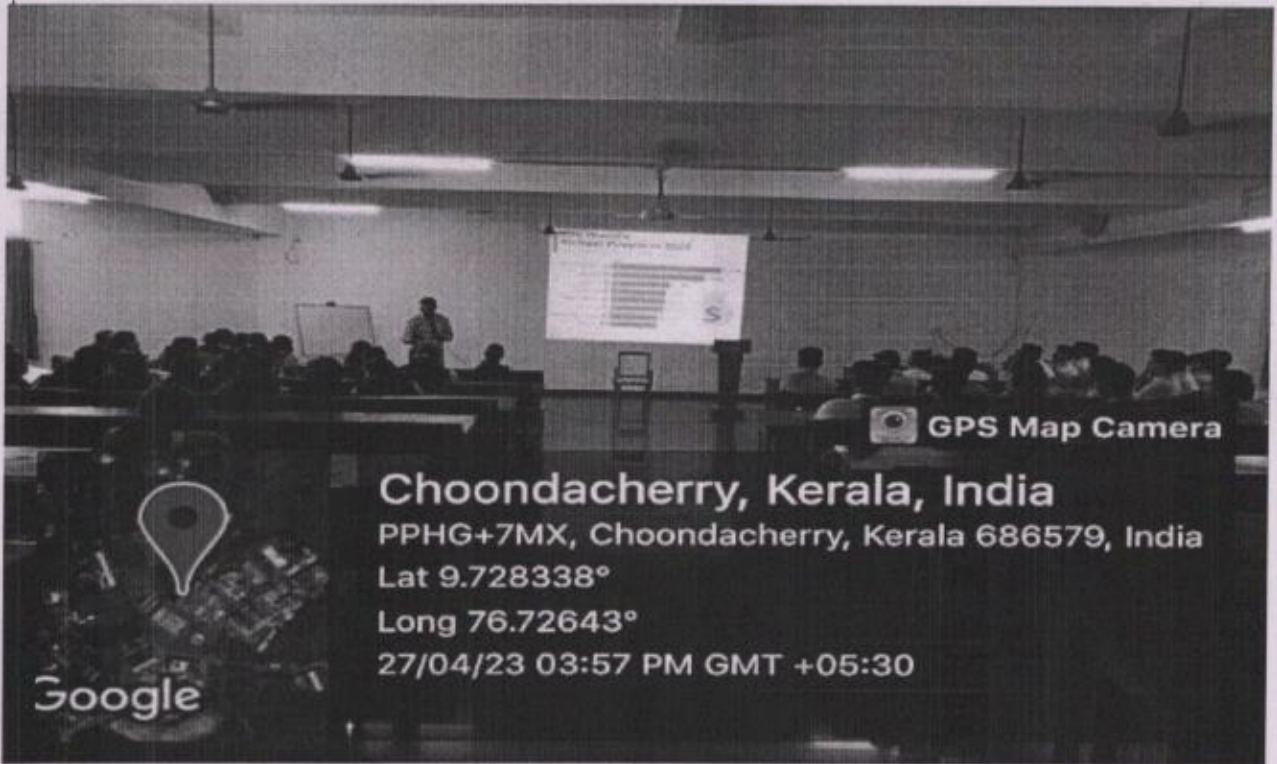 GPS Map Camera
Choondacherry, Kerala, India
PPHG+7MX, Choondacherry, Kerala 686579, India
Lat 9.728338°
Long 76.72643°
27/04/23 03:57 PM GMT +05:30
Google